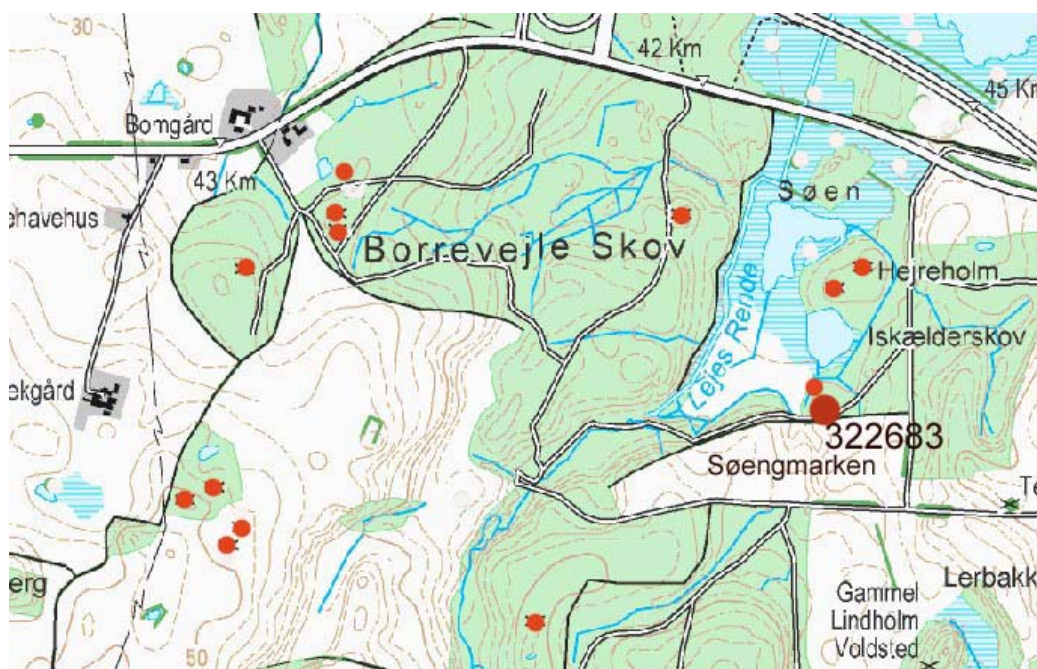 30
42 Km
45 Km
Bomgård
43 Km
ehavehus
Søen
Borrevejle Skov
Hejreholm
Lejes Rende
Iskælderskov
ekgård
322683
Søengmarken
Te
erg
Lerbakk
Gammel
Lindholm
Voldsted
50